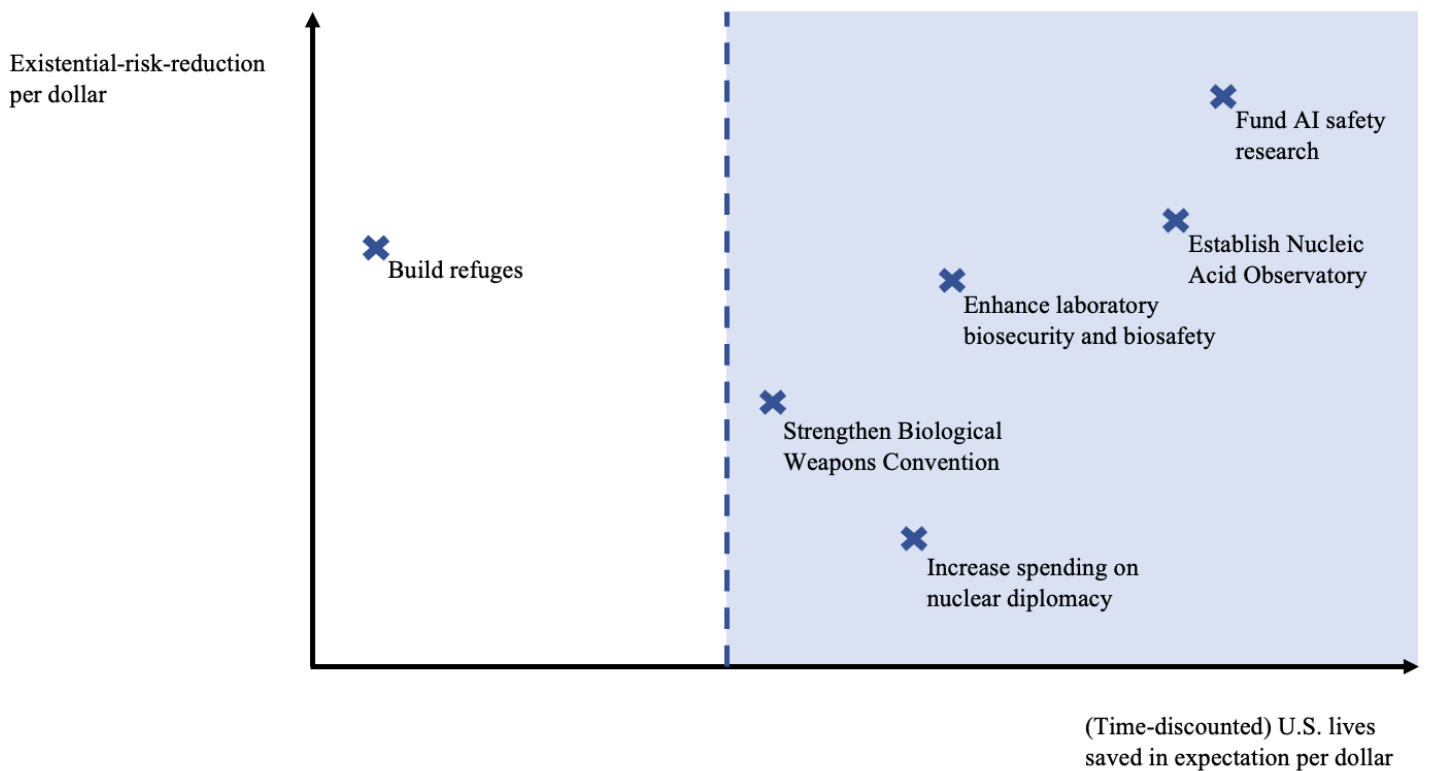 Existential-risk-reduction
per dollar
Fund AI safety
research
Establish Nucleic
Acid Observatory
Build refuges
Enhance laboratory
biosecurity and biosafety
Strengthen Biological
Weapons Convention
Increase spending on
nuclear diplomacy
(Time-discounted) U.S. lives
saved in expectation per dollar